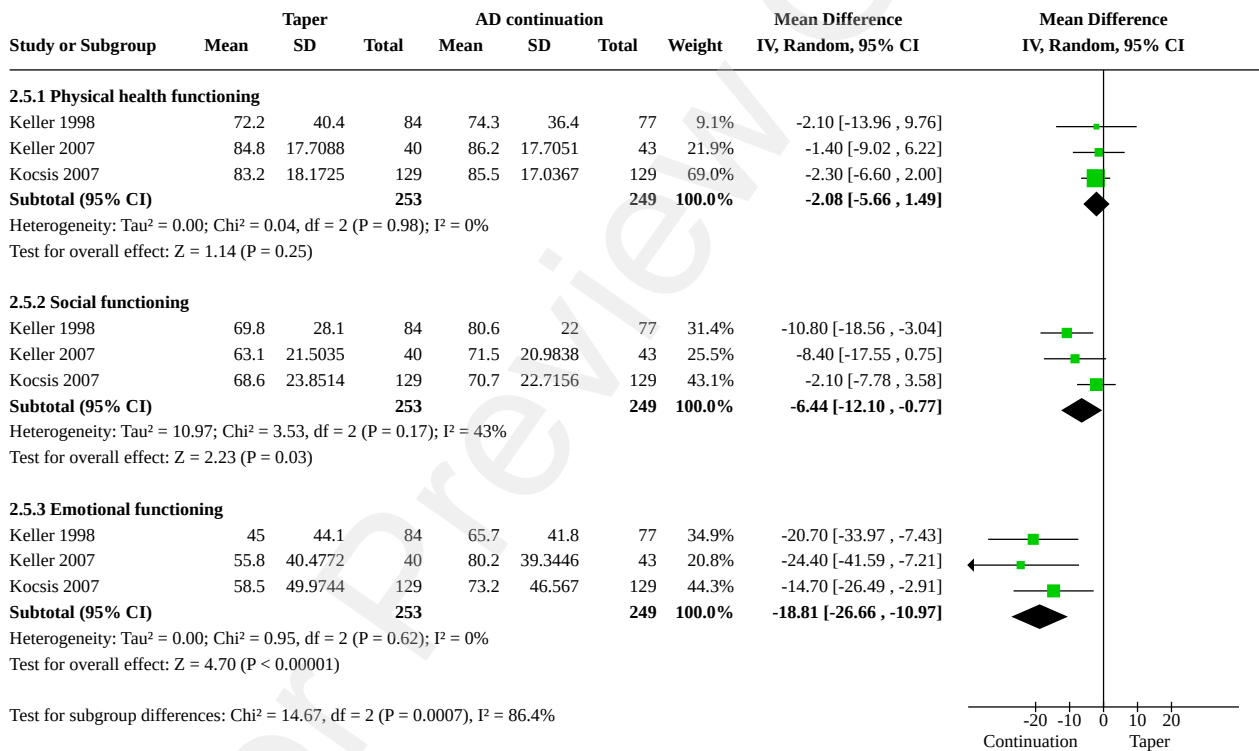 Taper AD continuation Mean Difference Mean Difference
Study or Subgroup Mean SD Total Mean SD Total Weight IV, Random, 95% CI IV, Random, 95% CI
2.5.1 Physical health functioning
Keller 1998 72.2 40.4 84 74.3 36.4 77 9.1% -2.10 [-13.96 , 9.76]
Keller 2007 84.8 17.7088 40 86.2 17.7051 43 21.9% -1.40 [-9.02 , 6.22]
Kocsis 2007 83.2 18.1725 129 85.5 17.0367 129 69.0% -2.30 [-6.60 , 2.00]
Subtotal (95% CI) 253 249 100.0% -2.08 [-5.66 , 1.49]
Heterogeneity: Tau² = 0.00; Chi² = 0.04, df = 2 (P = 0.98); I² = 0%
Test for overall effect: Z = 1.14 (P = 0.25)
2.5.2 Social functioning
Keller 1998 69.8 28.1 84 80.6 22 77 31.4% -10.80 [-18.56 , -3.04]
Keller 2007 63.1 21.5035 40 71.5 20.9838 43 25.5% -8.40 [-17.55 , 0.75]
Kocsis 2007 68.6 23.8514 129 70.7 22.7156 129 43.1% -2.10 [-7.78 , 3.58]
Subtotal (95% CI) 253 249 100.0% -6.44 [-12.10 , -0.77]
Heterogeneity: Tau² = 10.97; Chi² = 3.53, df = 2 (P = 0.17); I² = 43%
Test for overall effect: Z = 2.23 (P = 0.03)
2.5.3 Emotional functioning
Keller 1998 45 44.1 84 65.7 41.8 77 34.9% -20.70 [-33.97 , -7.43]
Keller 2007 55.8 40.4772 40 80.2 39.3446 43 20.8% -24.40 [-41.59 , -7.21]
Kocsis 2007 58.5 49.9744 129 73.2 46.567 129 44.3% -14.70 [-26.49 , -2.91]
Subtotal (95% CI) 253 249 100.0% -18.81 [-26.66 , -10.97]
Heterogeneity: Tau² = 0.00; Chi² = 0.95, df = 2 (P = 0.62); I² = 0%
Test for overall effect: Z = 4.70 (P < 0.00001)
Test for subgroup differences: Chi² = 14.67, df = 2 (P = 0.0007), I² = 86.4%
-20 -10 0 10 20
Continuation Taper
Preview